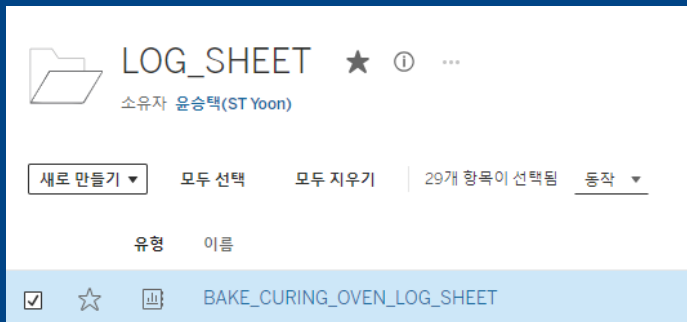 LOG_SHEET
소유자 윤승택(ST Yoon)
새로 만들기 모두 선택 모두 지우기 29개 항목이 선택됨 동작
유형 이름
BAKE_CURING_OVEN_LOG_SHEET